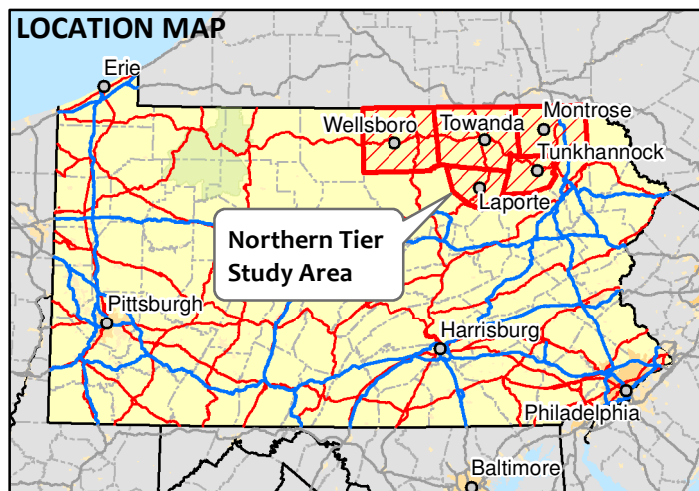 LOCATION MAP
Erie
Montrose
Wellsboro
Towanda
Tunkhannock
Laporte
Northern Tier
Study Area
Pittsburgh
Harrisburg
Philadelphia
Baltimore